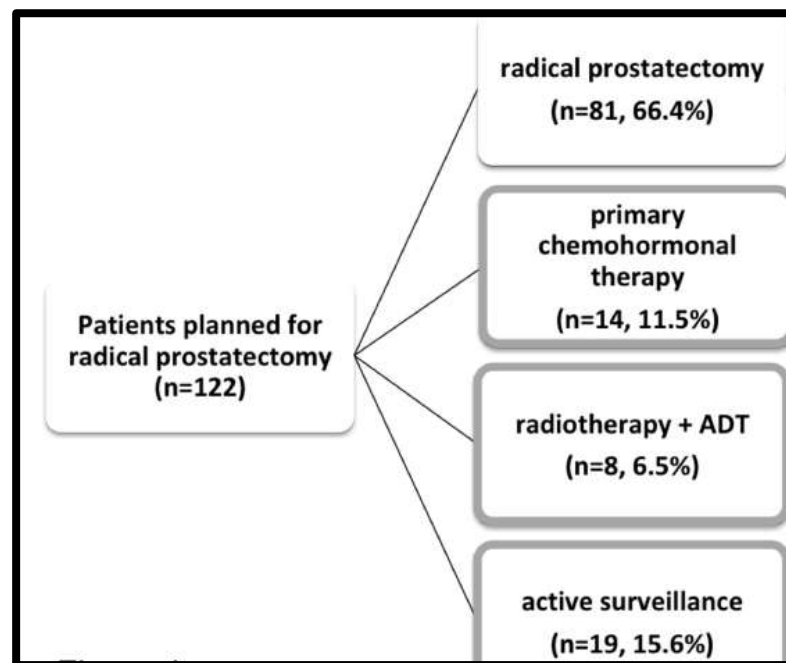 radical prostatectomy
(n=81, 66.4%)
primary
chemohormonal
therapy
(n=14, 11.5%)
Patients planned for
radical prostatectomy
(n=122)
radiotherapy + ADT
(n=8, 6.5%)
active surveillance
(n=19, 15.6%)